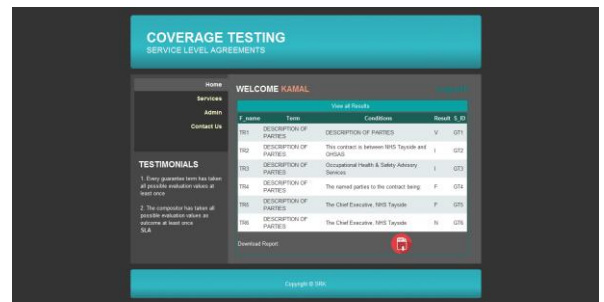 COVERAGE TESTING
SERVICE LEVEL AGREEMENTS
Home
Services
Admin
Contact Us
TESTIMONIALS
1. Every guarantee term has taken
all possible evaluation values at
least once
2. The compositor has taken all
possible evaluation values as
outcome at least once
SLA
WELCOME KAMAL
View all Results
F_name Term Conditions Result S_ID
TR1 DESCRIPTION OF PARTIES DESCRIPTION OF PARTIES V GT1
TR2 DESCRIPTION OF PARTIES This contract is between NHS Tayside and OHSAS I GT2
TR3 DESCRIPTION OF PARTIES Occupational Health & Safety Advisory Services I GT3
TR4 DESCRIPTION OF PARTIES The named parties to the contract being F GT4
TR5 DESCRIPTION OF PARTIES The Chief Executive, NHS Tayside F GT5
TR6 DESCRIPTION OF PARTIES The Chief Executive, NHS Tayside N GT6
Download Report
Copyright ©